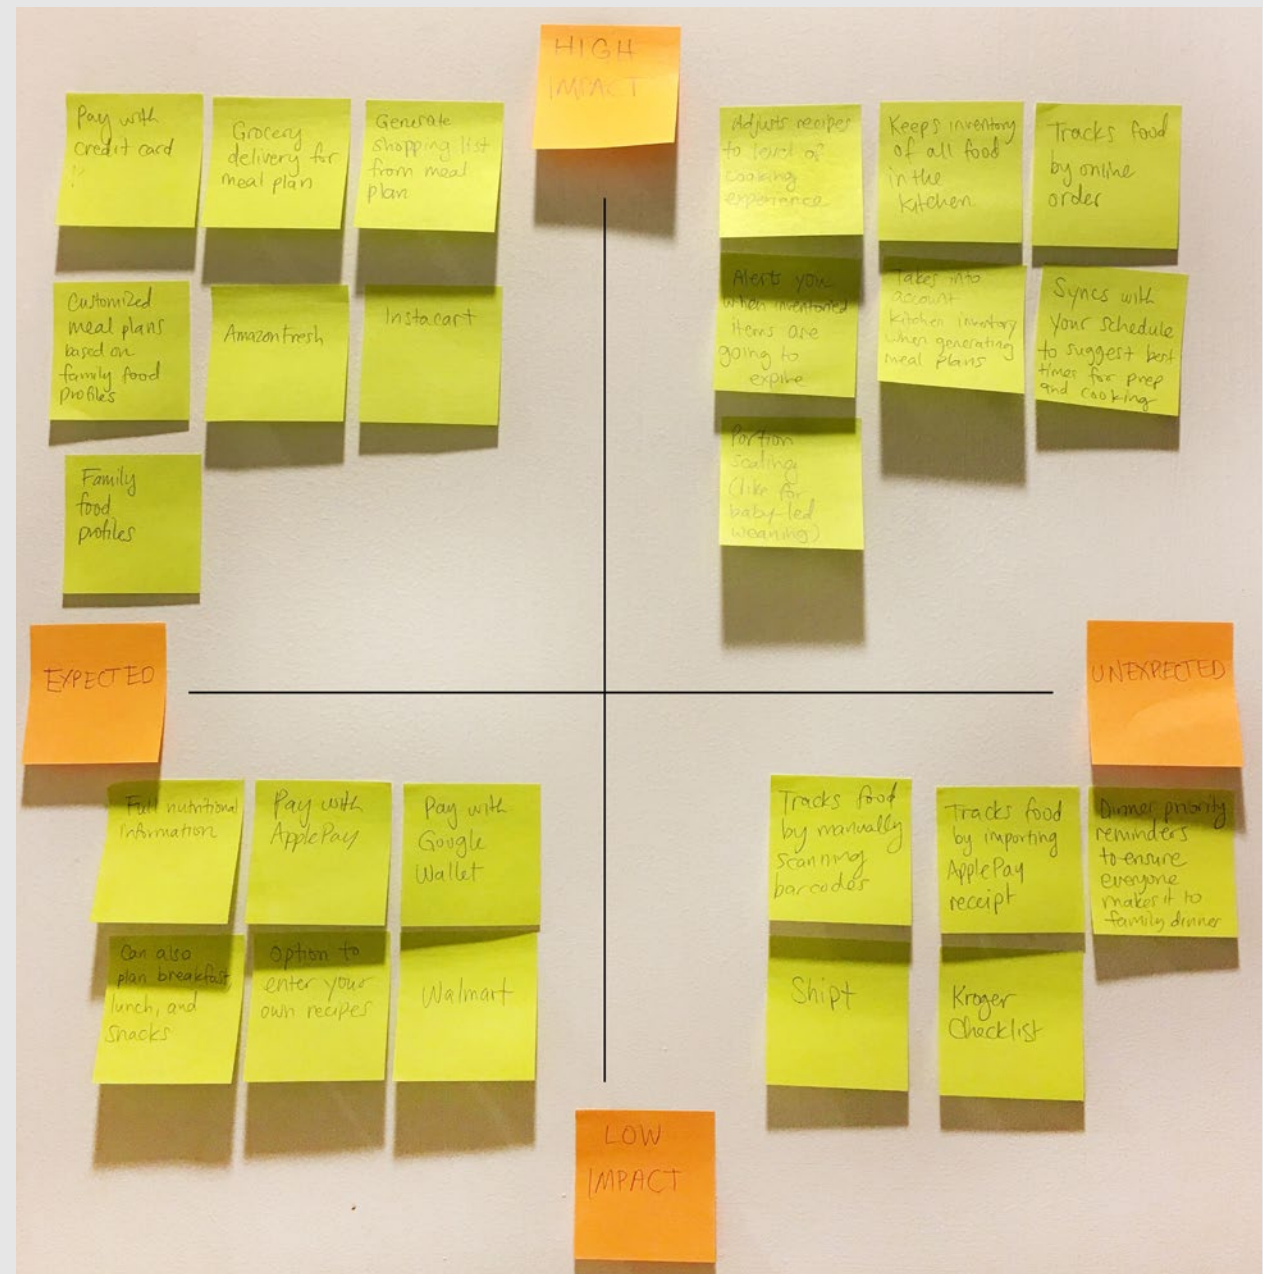 HIGH
IMPACT
Pay with
credit card
Grocery
delivery for
meal plan
Generate
shopping list
from meal
plan
Customized
meal plans
based on
family food
profiles
AmazonFresh
Instacart
Family
food
profiles
Adjusts recipes
to level of
cooking
experience
Keeps inventory
of all food
in the
kitchen
Tracks food
by online
order
Alerts you
when inventoried
items are
going to
expire
Takes into
account
kitchen inventory
when generating
meal plans
Syncs with
your schedule
to suggest best
times for prep
and cooking
Portion
scaling
(like for
baby-led
weaning)
EXPECTED
UNEXPECTED
Full nutritional
information
Pay with
ApplePay
Pay with
Google
Wallet
Can also
plan breakfast,
lunch, and
snacks
Option to
enter your
own recipes
Walmart
Tracks food
by manually
scanning
barcodes
Tracks food
by importing
ApplePay
receipt
Dinner priority
reminders
to ensure
everyone
makes it to
family dinner
Shipt
Kroger
Checklist
LOW
IMPACT